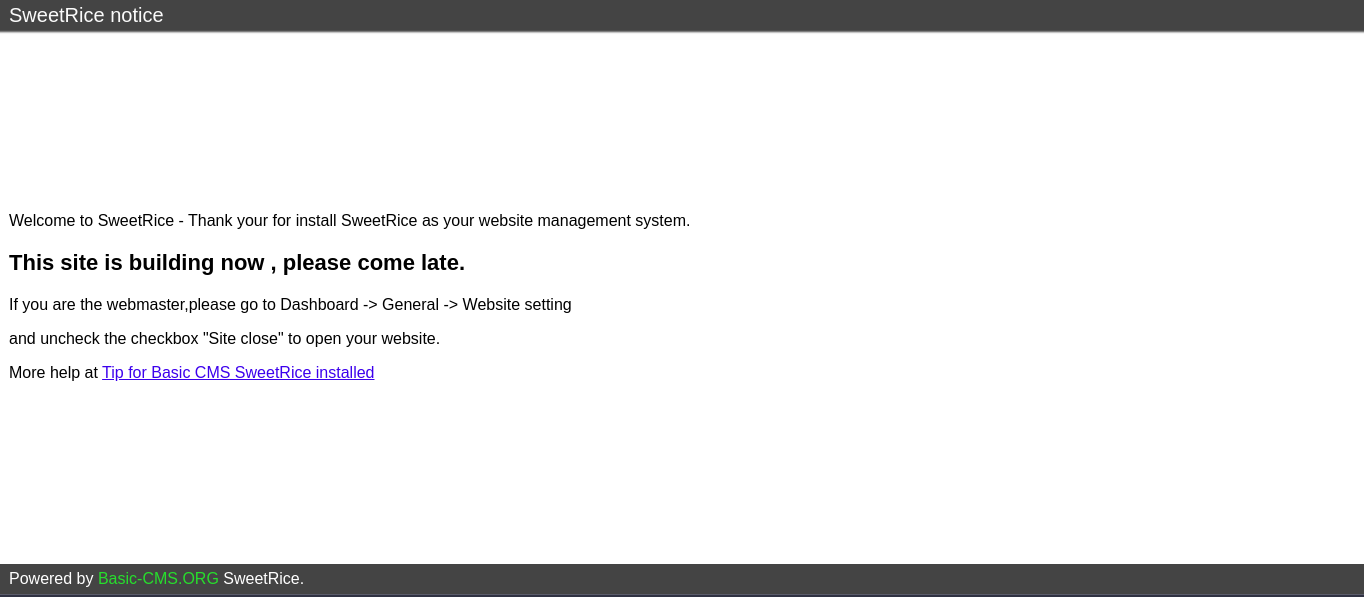 SweetRice notice
Welcome to SweetRice - Thank your for install SweetRice as your website management system.
This site is building now , please come late.
If you are the webmaster,please go to Dashboard -> General -> Website setting
and uncheck the checkbox "Site close" to open your website.
More help at Tip for Basic CMS SweetRice installed
Powered by Basic-CMS.ORG SweetRice.